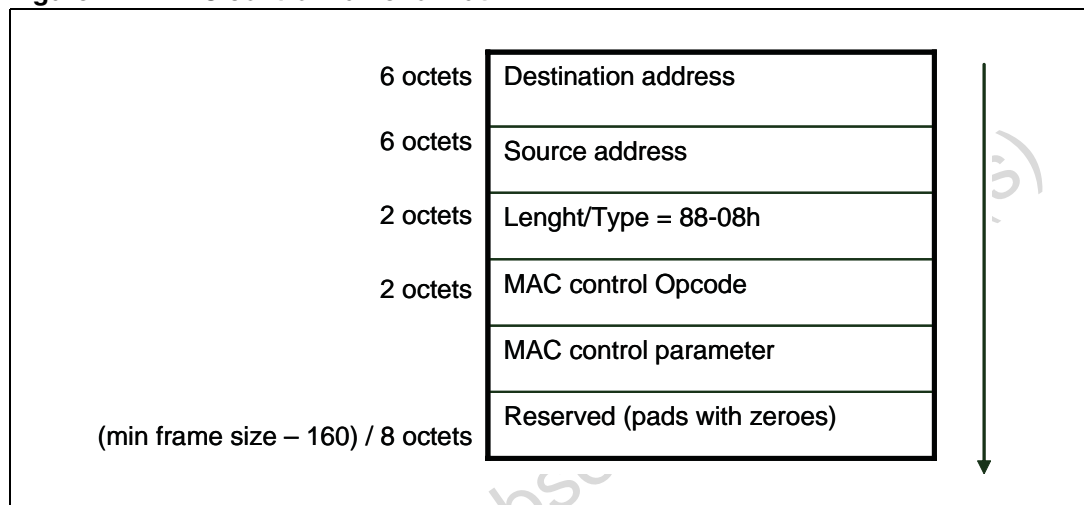 6 octets Destination address
6 octets Source address
2 octets Lenght/Type = 88-08h
2 octets MAC control Opcode
MAC control parameter
(min frame size – 160) / 8 octets Reserved (pads with zeroes)